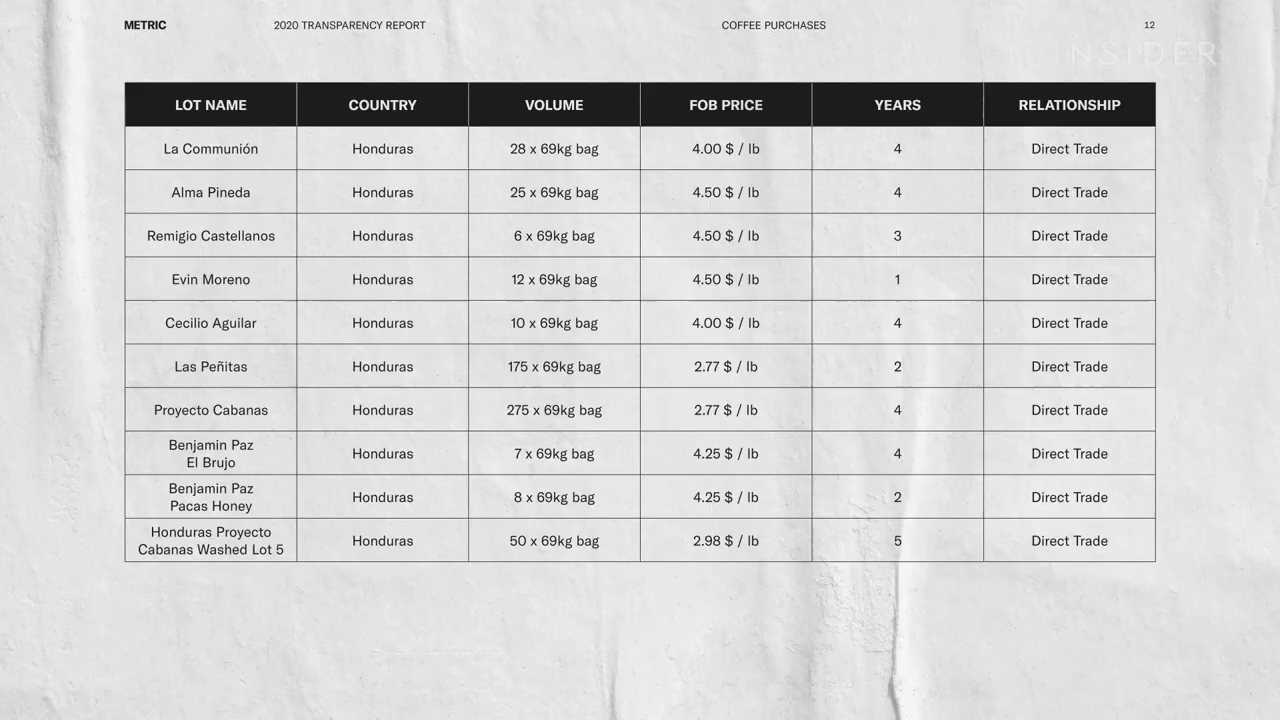 METRIC 2020 TRANSPARENCY REPORT COFFEE PURCHASES 12
INSIDER
LOT NAME COUNTRY VOLUME FOB PRICE YEARS RELATIONSHIP
La Communión Honduras 28 x 69kg bag 4.00 $ / lb 4 Direct Trade
Alma Pineda Honduras 25 x 69kg bag 4.50 $ / lb 4 Direct Trade
Remigio Castellanos Honduras 6 x 69kg bag 4.50 $ / lb 3 Direct Trade
Evin Moreno Honduras 12 x 69kg bag 4.50 $ / lb 1 Direct Trade
Cecilio Aguilar Honduras 10 x 69kg bag 4.00 $ / lb 4 Direct Trade
Las Peñitas Honduras 175 x 69kg bag 2.77 $ / lb 2 Direct Trade
Proyecto Cabanas Honduras 275 x 69kg bag 2.77 $ / lb 4 Direct Trade
Benjamin Paz
El Brujo Honduras 7 x 69kg bag 4.25 $ / lb 4 Direct Trade
Benjamin Paz
Pacas Honey Honduras 8 x 69kg bag 4.25 $ / lb 2 Direct Trade
Honduras Proyecto
Cabanas Washed Lot 5 Honduras 50 x 69kg bag 2.98 $ / lb 5 Direct Trade